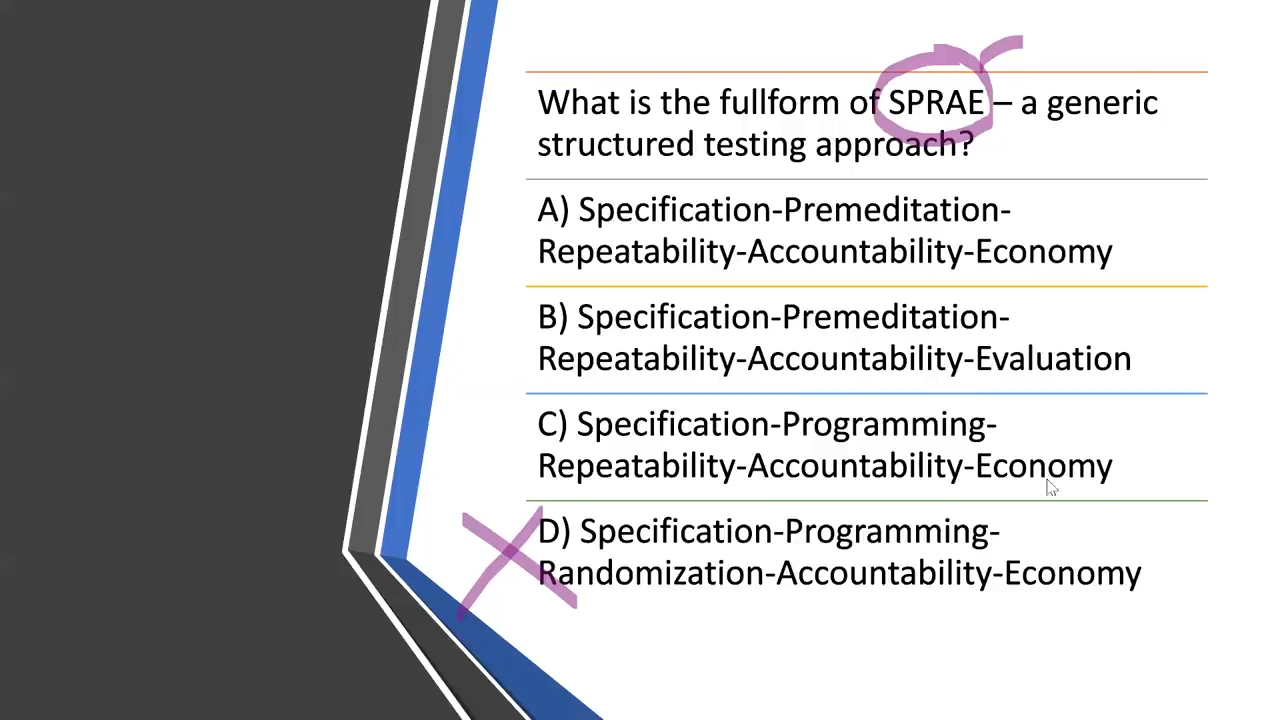 What is the fullform of SPRAE – a generic
structured testing approach?
A) Specification-Premeditation-
Repeatability-Accountability-Economy
B) Specification-Premeditation-
Repeatability-Accountability-Evaluation
C) Specification-Programming-
Repeatability-Accountability-Economy
D) Specification-Programming-
Randomization-Accountability-Economy